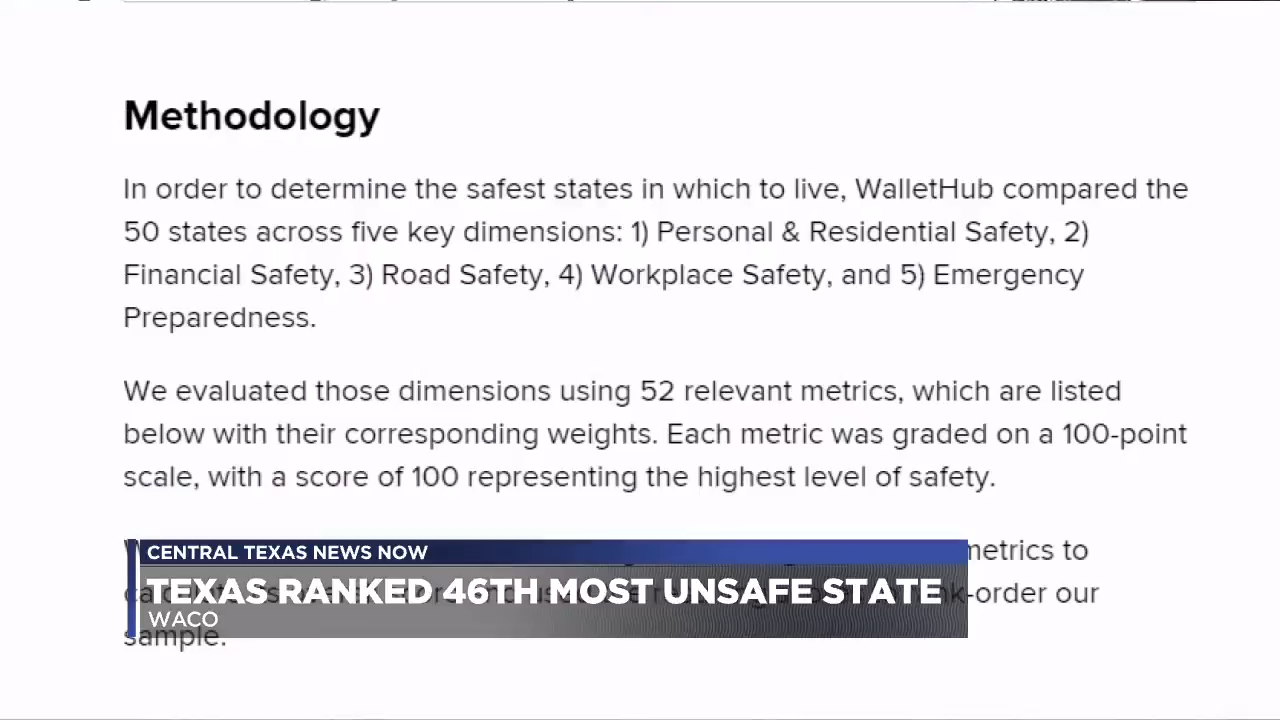 Methodology
In order to determine the safest states in which to live, WalletHub compared the
50 states across five key dimensions: 1) Personal & Residential Safety, 2)
Financial Safety, 3) Road Safety, 4) Workplace Safety, and 5) Emergency
Preparedness.
We evaluated those dimensions using 52 relevant metrics, which are listed
below with their corresponding weights. Each metric was graded on a 100-point
scale, with a score of 100 representing the highest level of safety.
metrics to
-order our
sample.
CENTRAL TEXAS NEWS NOW
TEXAS RANKED 46TH MOST UNSAFE STATE
WACO